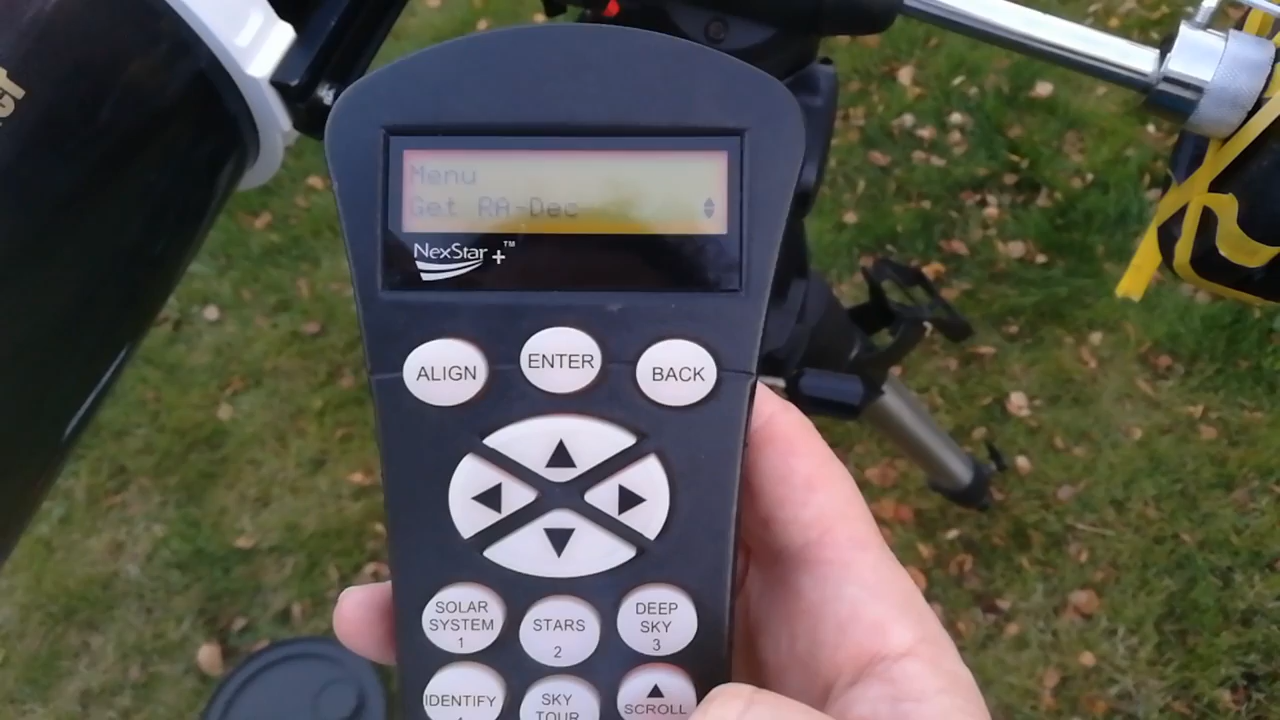 Menu
Get RA-Dec
NexStar+™
ALIGN
ENTER
BACK
SOLAR
SYSTEM
1
STARS
2
DEEP
SKY
3
IDENTIFY
SKY
TOUR
SCROLL